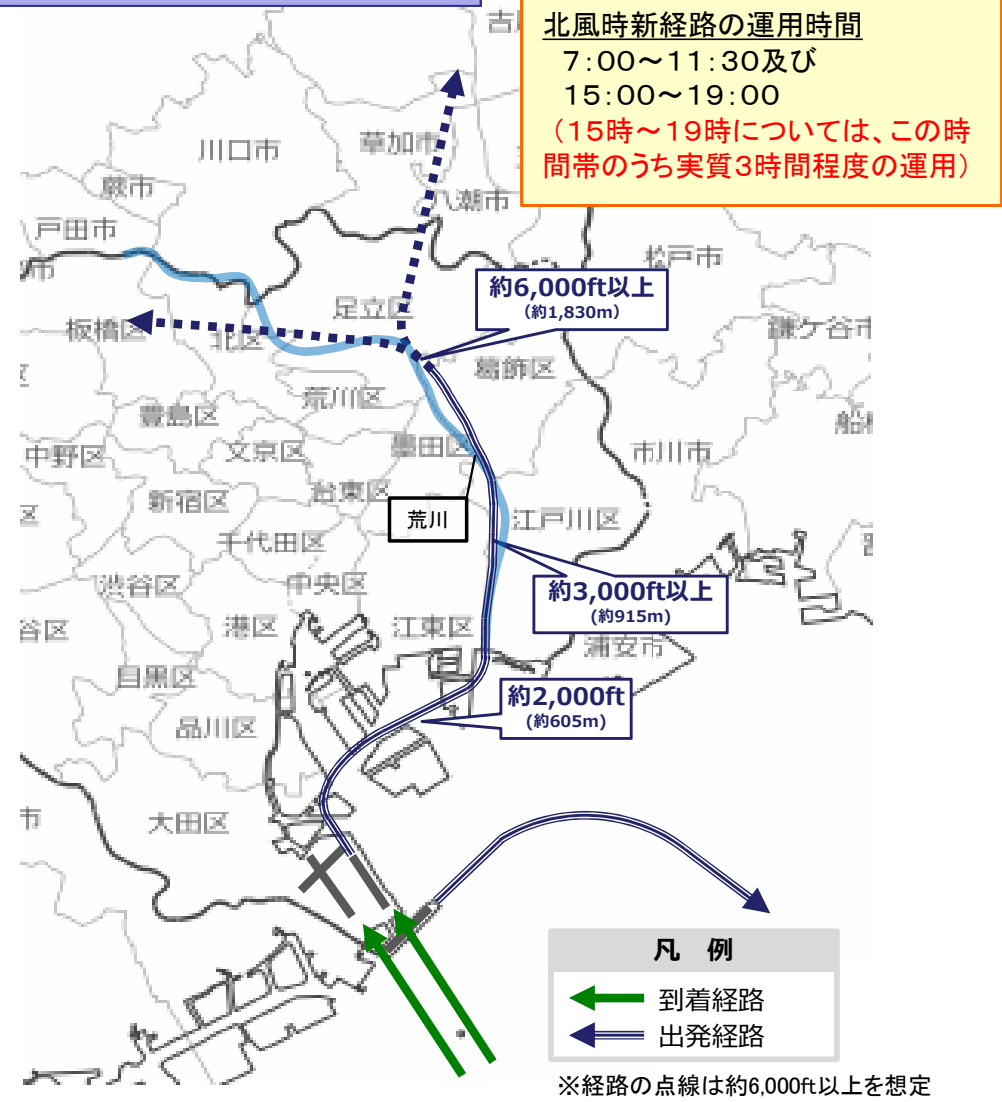 北風時新経路の運用時間
7:00～11:30及び
15:00～19:00
(15時～19時については、この時
間帯のうち実質3時間程度の運用)
川口市
草加市
蕨市
八潮市
戸田市
松戸市
約6,000ft以上
(約1,830m)
足立区
板橋区
北区
鎌ケ谷市
葛飾区
荒川区
豊島区
墨田区
中野区
文京区
市川市
新宿区
台東区
荒川
江戸川区
千代田区
渋谷区
中央区
約3,000ft以上
(約915m)
谷区
港区
江東区
浦安市
目黒区
約2,000ft
(約605m)
品川区
市
大田区
凡 例
到着経路
出発経路
※経路の点線は約6,000ft以上を想定